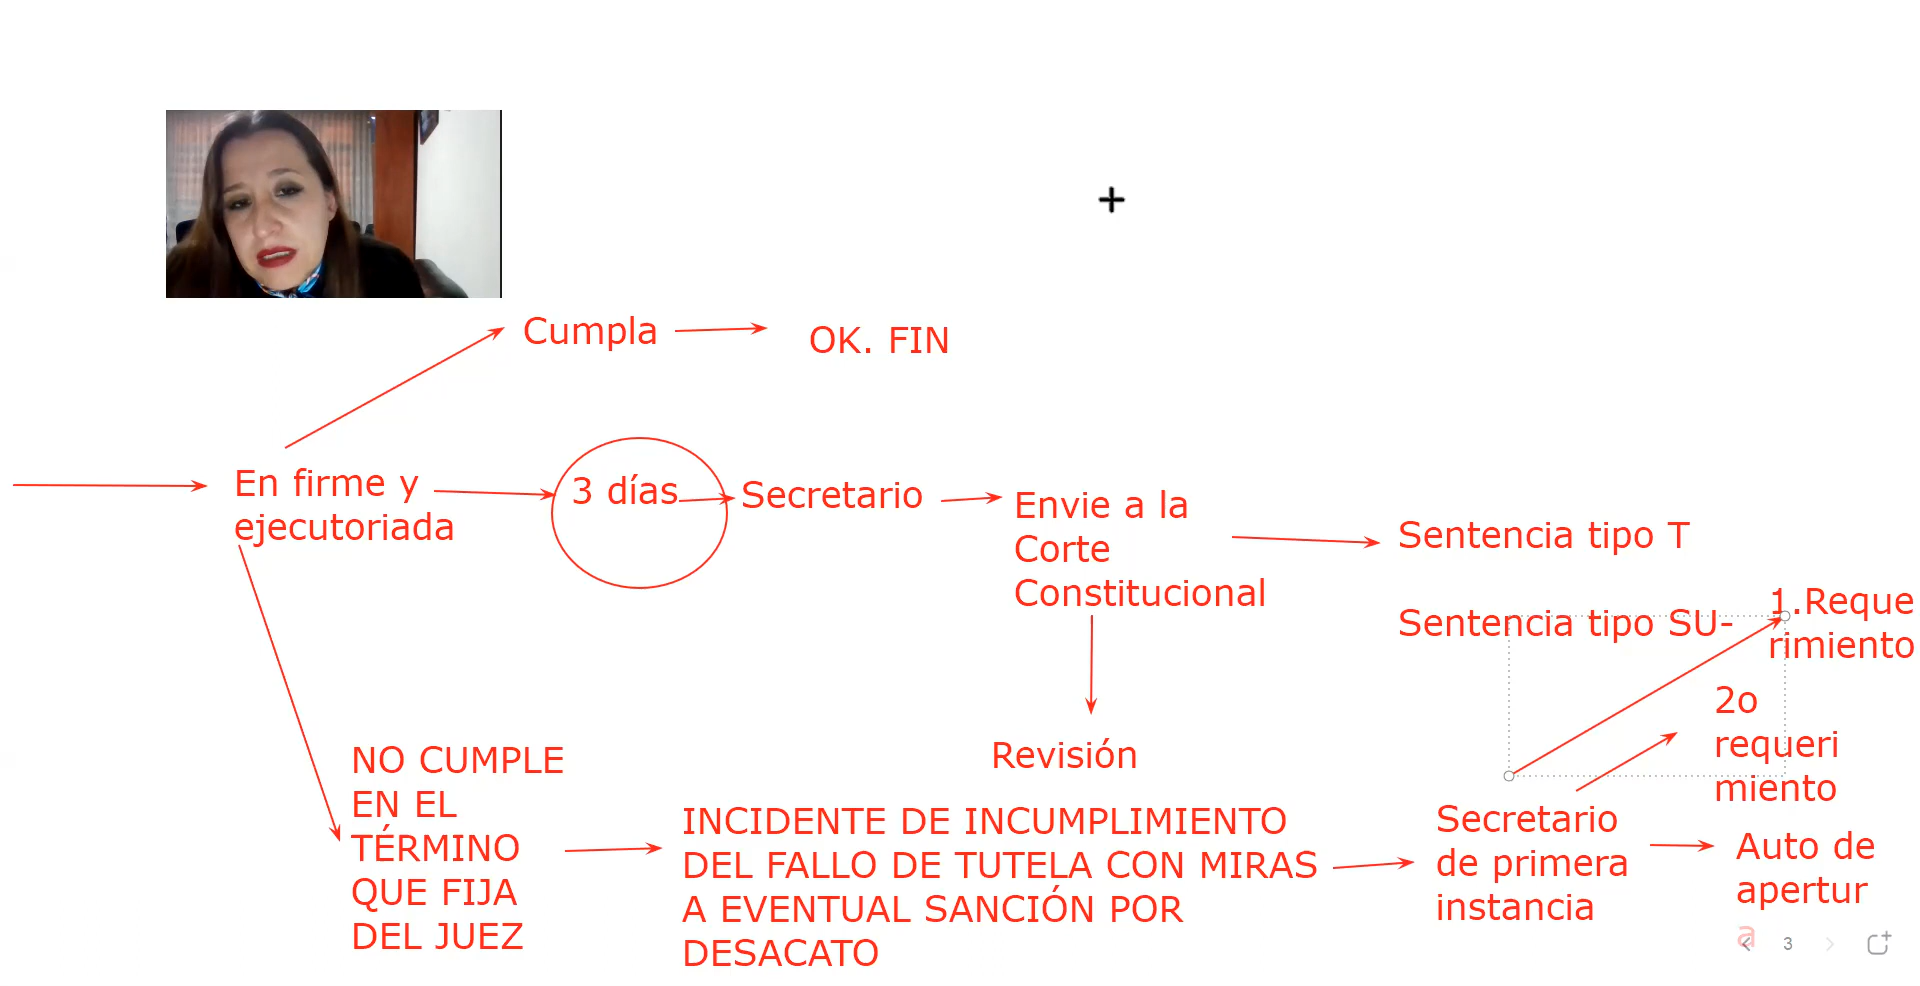 Cumpla
OK. FIN
En firme y
ejecutoriada
3 días
Secretario
Envie a la
Corte
Constitucional
Sentencia tipo T
Sentencia tipo SU-
1.Reque
rimiento
2o
requeri
miento
Revisión
NO CUMPLE
EN EL
TÉRMINO
QUE FIJA
DEL JUEZ
INCIDENTE DE INCUMPLIMIENTO
DEL FALLO DE TUTELA CON MIRAS
A EVENTUAL SANCIÓN POR
DESACATO
Secretario
de primera
instancia
Auto de
apertur
a
3